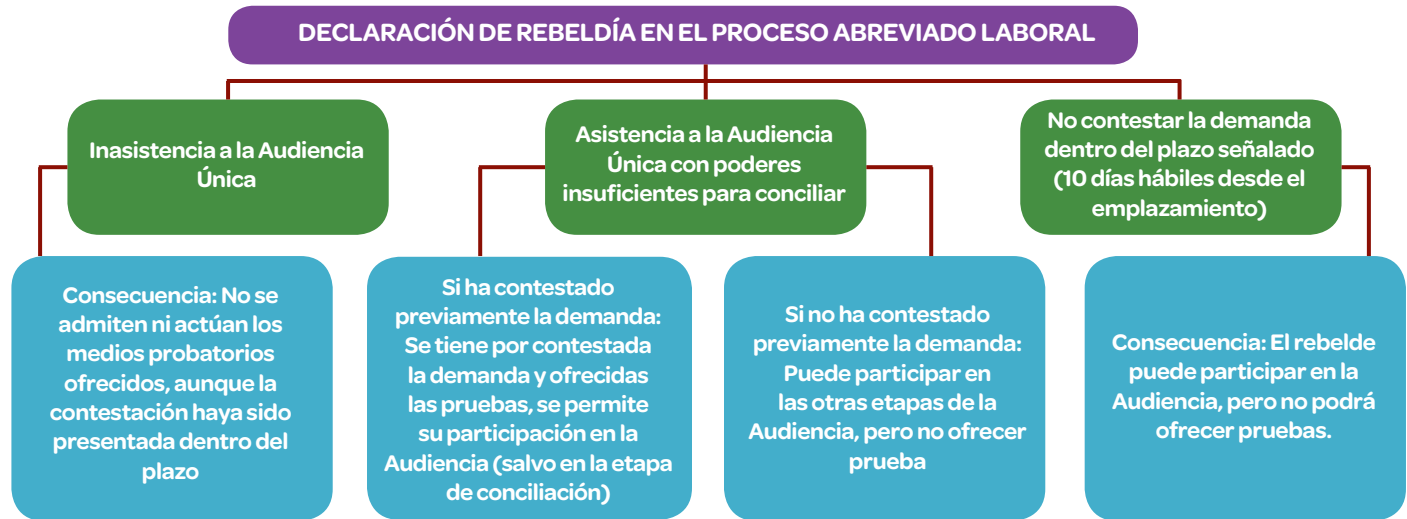 DECLARACIÓN DE REBELDÍA EN EL PROCESO ABREVIADO LABORAL
Inasistencia a la Audiencia
Única
Asistencia a la Audiencia
Única con poderes
insuficientes para conciliar
No contestar la demanda
dentro del plazo señalado
(10 días hábiles desde el
emplazamiento)
Consecuencia: No se
admiten ni actúan los
medios probatorios
ofrecidos, aunque la
contestación haya sido
presentada dentro del
plazo
Si ha contestado
previamente la demanda:
Se tiene por contestada
la demanda y ofrecidas
las pruebas, se permite
su participación en la
Audiencia (salvo en la etapa
de conciliación)
Si no ha contestado
previamente la demanda:
Puede participar en
las otras etapas de la
Audiencia, pero no ofrecer
prueba
Consecuencia: El rebelde
puede participar en la
Audiencia, pero no podrá
ofrecer pruebas.